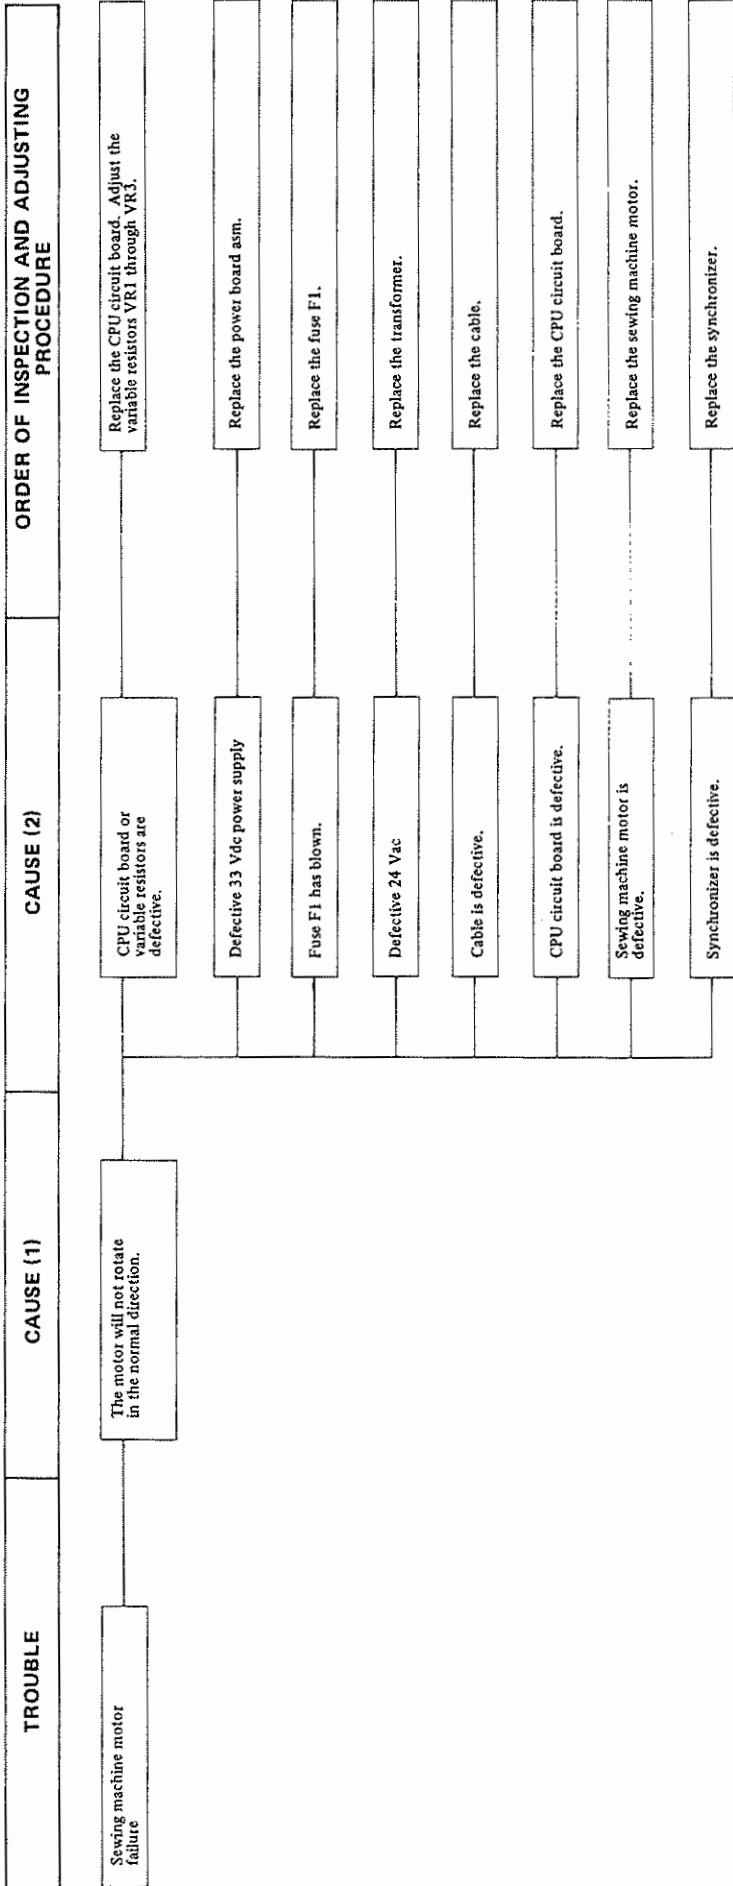 TROUBLE
CAUSE (1)
CAUSE (2)
ORDER OF INSPECTION AND ADJUSTING
PROCEDURE
Sewing machine motor
failure
The motor will not rotate
in the normal direction.
CPU circuit board or
variable resistors are
defective.
Replace the CPU circuit board. Adjust the
variable resistors VR1 through VR3.
Defective 33 Vdc power supply
Replace the power board asm.
Fuse F1 has blown.
Replace the fuse F1.
Defective 24 Vac
Replace the transformer.
Cable is defective.
Replace the cable.
CPU circuit board is defective.
Replace the CPU circuit board.
Sewing machine motor is
defective.
Replace the sewing machine motor.
Synchronizer is defective.
Replace the synchronizer.